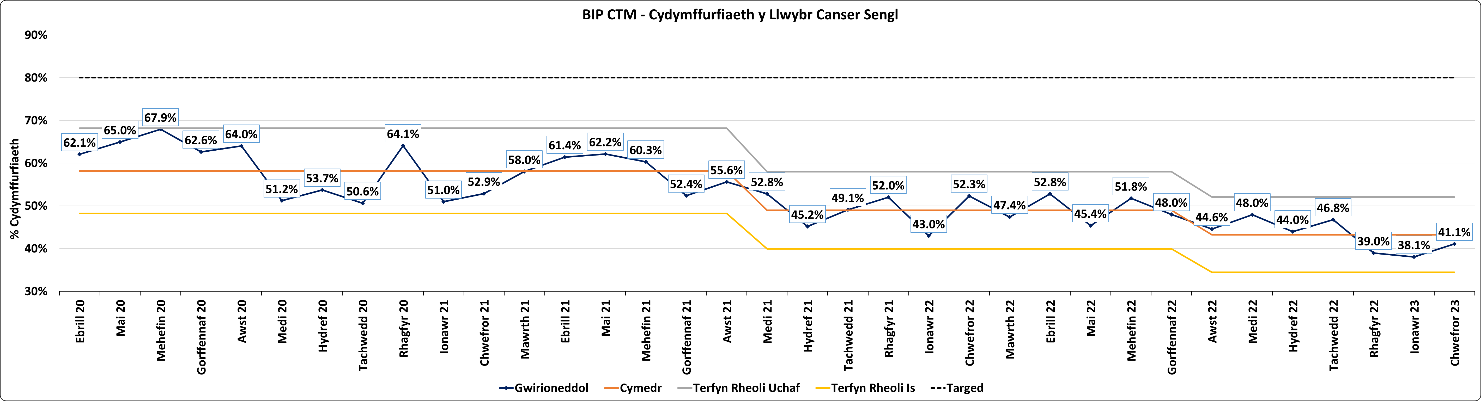 BIP CTM - Cydymffurfiaeth y Llwybr Canser Sengl
% Cydymffurfiaeth
90%
80%
70%
60%
50%
40%
30%
62.1%
65.0%
67.9%
62.6%
64.0%
51.2%
53.7%
50.6%
64.1%
51.0%
52.9%
58.0%
61.4%
62.2%
60.3%
52.4%
55.6%
52.8%
45.2%
49.1%
52.0%
43.0%
52.3%
47.4%
52.8%
45.4%
51.8%
48.0%
44.6%
48.0%
44.0%
46.8%
39.0%
38.1%
41.1%
Ebrill 20
Mai 20
Mehefin 20
Gorffennaf 20
Awst 20
Medi 20
Hydref 20
Tachwedd 20
Rhagfyr 20
Ionawr 21
Chwefror 21
Mawrth 21
Ebrill 21
Mai 21
Mehefin 21
Gorffennaf 21
Awst 21
Medi 21
Hydref 21
Tachwedd 21
Rhagfyr 21
Ionawr 22
Chwefror 22
Mawrth 22
Ebrill 22
Mai 22
Mehefin 22
Gorffennaf 22
Awst 22
Medi 22
Hydref 22
Tachwedd 22
Rhagfyr 22
Ionawr 23
Chwefror 23
Gwirioneddol
Cymedr
Terfyn Rheoli Uchaf
Terfyn Rheoli Is
Targed